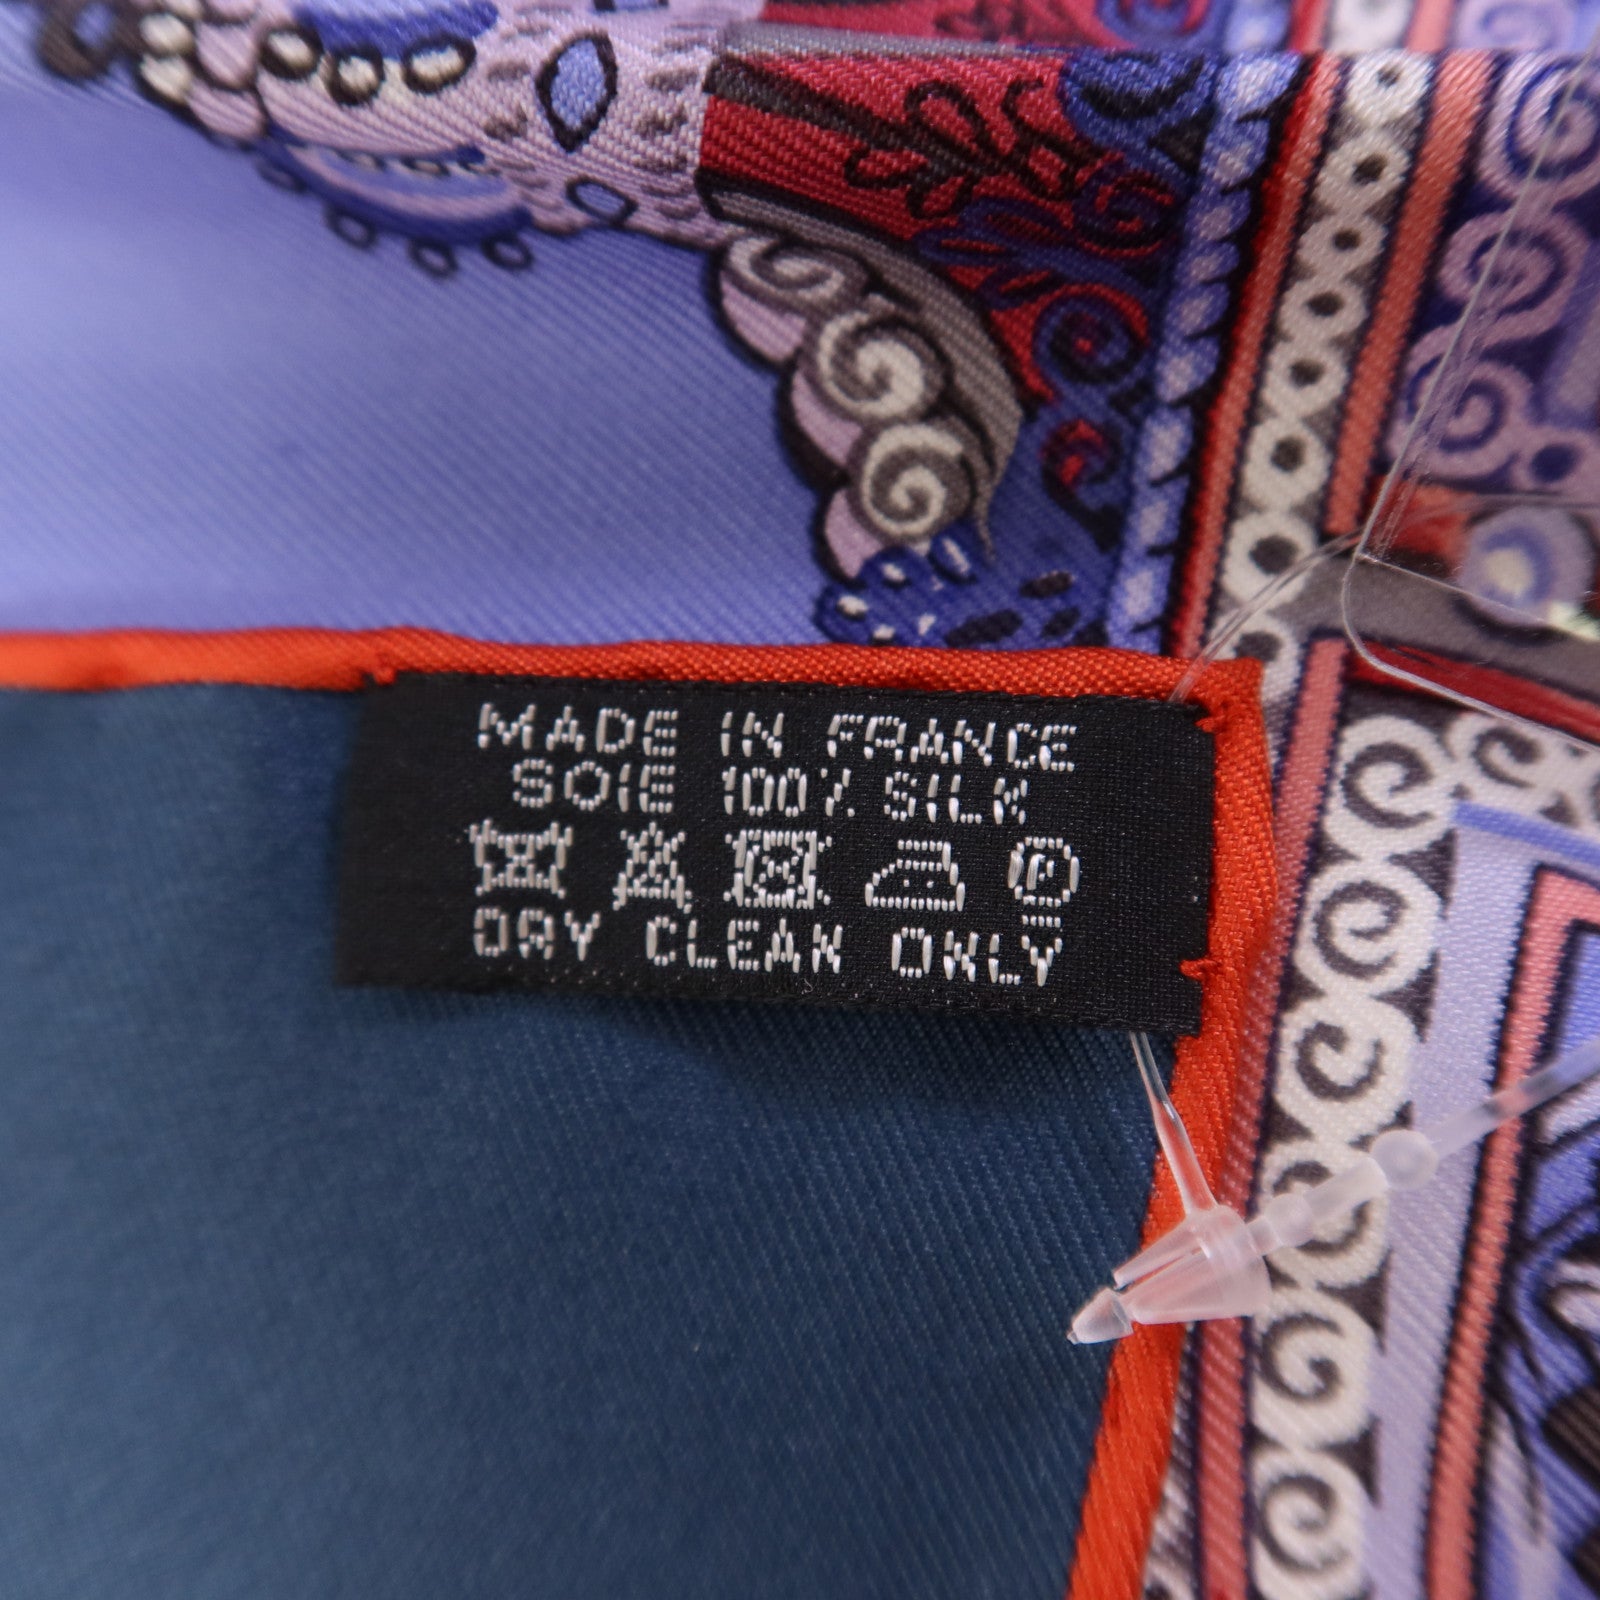 MADE IN FRANCE
SOIE 100% SILK
P
DRY CLEAN ONLY